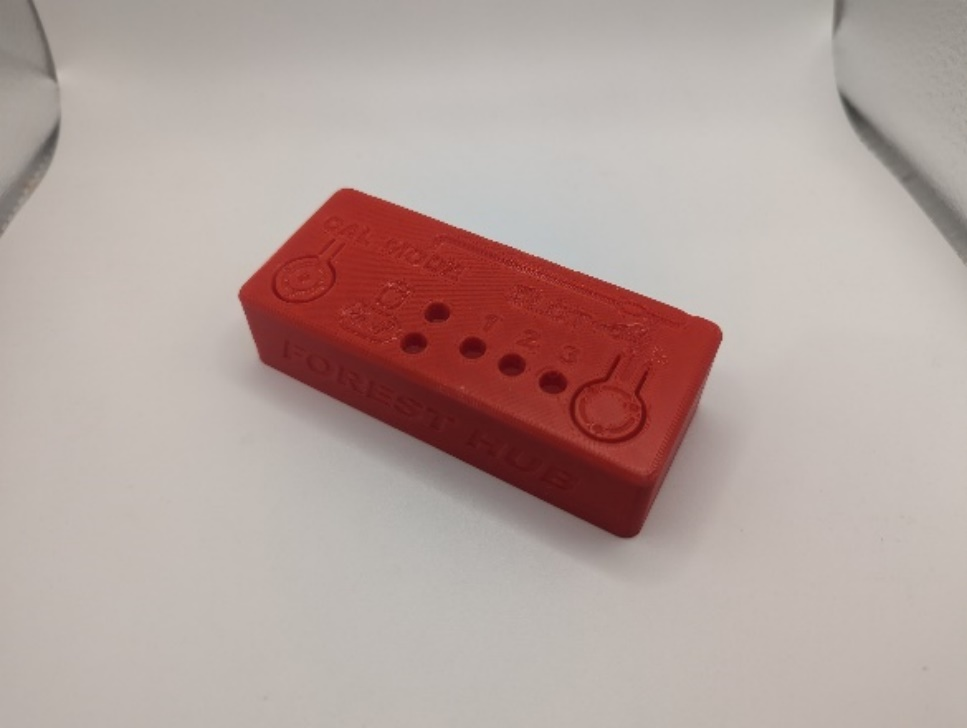 CAL MODE
1 2 3
FOREST HUB